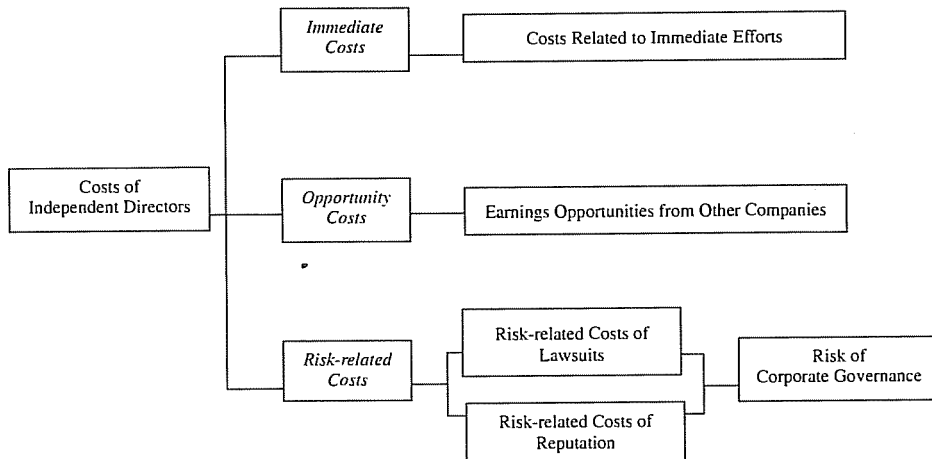 Immediate
Costs
Costs Related to Immediate Efforts
Costs of
Independent Directors
Opportunity
Costs
Earnings Opportunities from Other Companies
Risk-related
Costs
Risk-related Costs of
Lawsuits
Risk-related Costs of
Reputation
Risk of
Corporate Governance